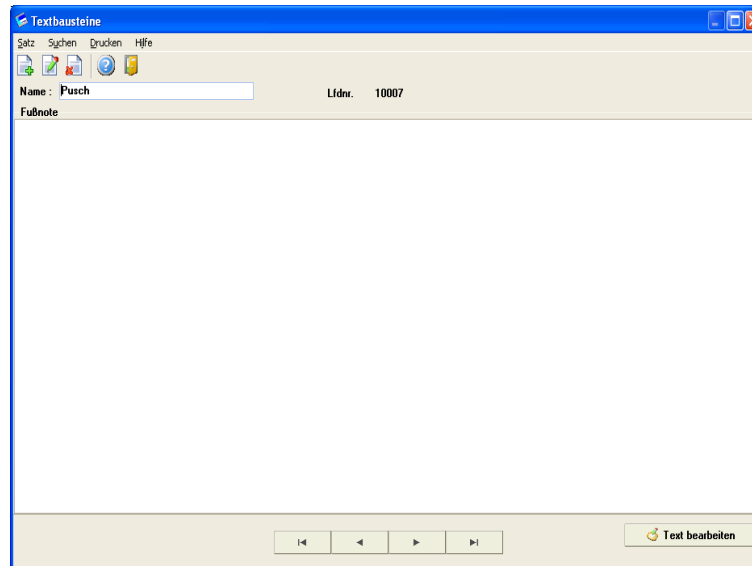 Textbausteine
Satz Suchen Drucken Hilfe
Name : Pusch Lfdnr. 10007
Fußnote
Text bearbeiten